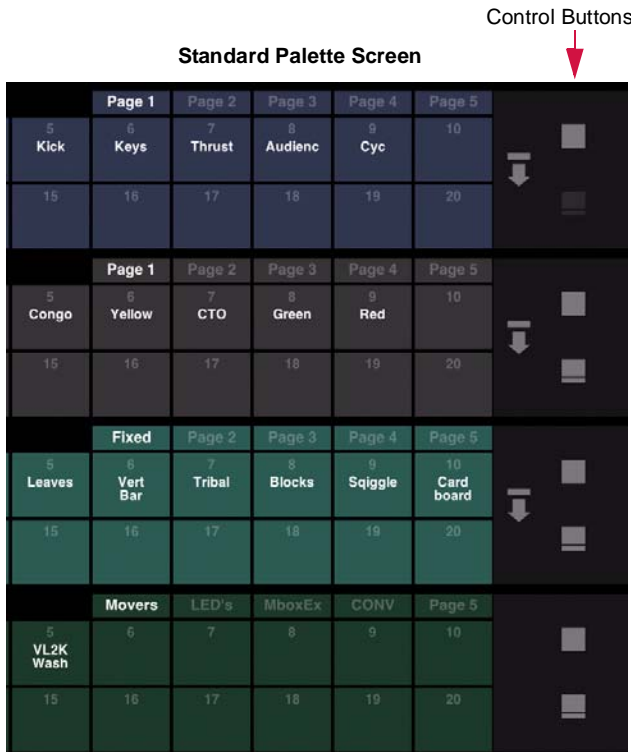 Control Buttons
Standard Palette Screen
Page 1 Page 2 Page 3 Page 4 Page 5
5 6 7 8 9 10
Kick Keys Thrust Audienc Cyc
15 16 17 18 19 20
Page 1 Page 2 Page 3 Page 4 Page 5
5 6 7 8 9 10
Congo Yellow CTO Green Red
15 16 17 18 19 20
Fixed Page 2 Page 3 Page 4 Page 5
5 6 7 8 9 10
Leaves Vert Tribal Blocks Sqiggle Card
Bar board
15 16 17 18 19 20
Movers LED's MboxEx CONV Page 5
5 6 7 8 9 10
VL2K
Wash
15 16 17 18 19 20